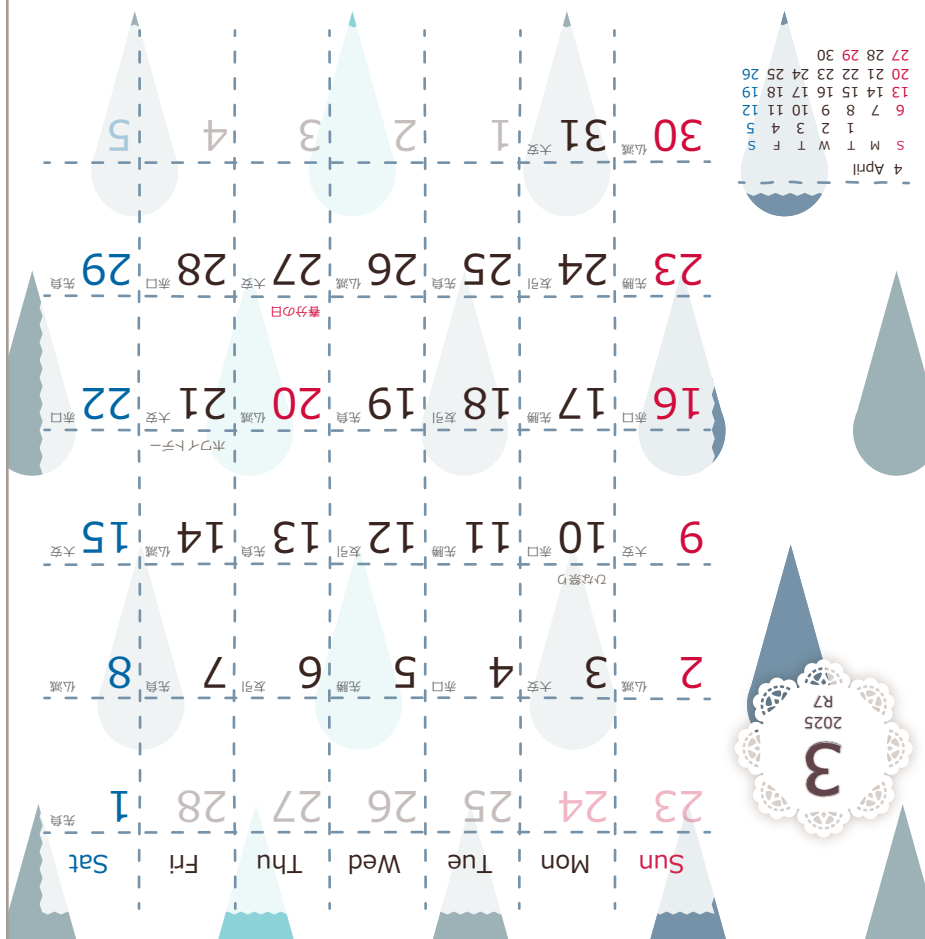 3
2025
R7
Sun Mon Tue Wed Thu Fri Sat
23 24 25 26 27 28 1 先負
2 仏滅 3 大安 4 赤口 5 先勝 6 友引 7 先負 8 仏滅
ひな祭り
9 大安 10 赤口 11 先勝 12 友引 13 先負 14 仏滅 15 大安
ホワイトデー
16 赤口 17 先勝 18 友引 19 先負 20 仏滅 21 大安 22 赤口
春分の日
23 先勝 24 友引 25 先負 26 仏滅 27 大安 28 赤口 29 先負
30 仏滅 31 大安 1 2 3 4 5
4 April
S M T W T F S
1 2 3 4 5
6 7 8 9 10 11 12
13 14 15 16 17 18 19
20 21 22 23 24 25 26
27 28 29 30